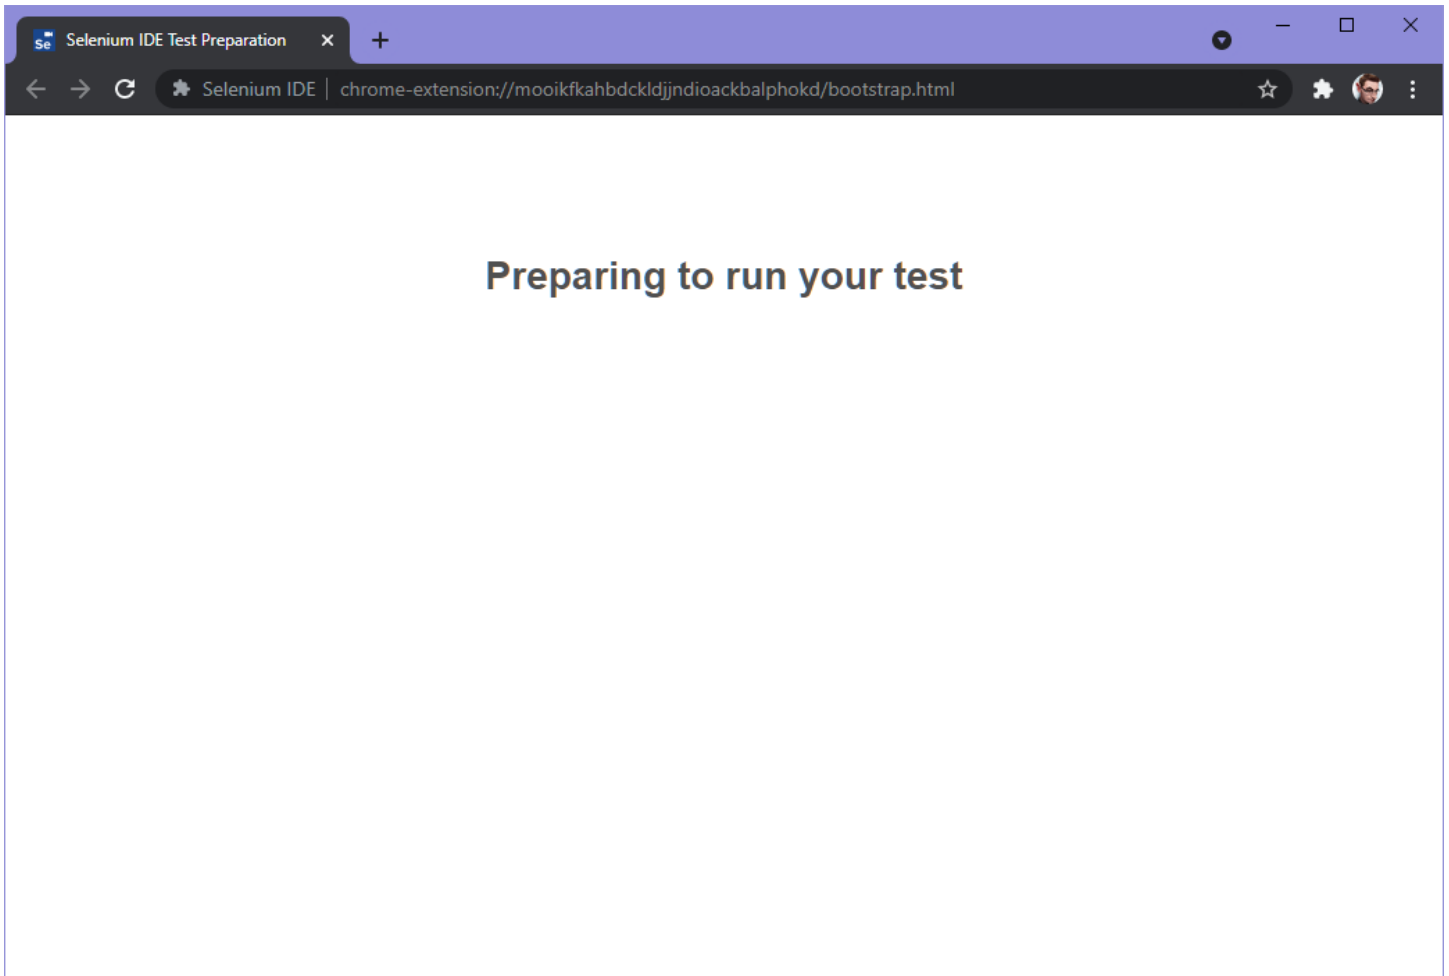 Se Selenium IDE Test Preparation
Selenium IDE chrome-extension://mooikfkahbdckldjjndioackbalphokd/bootstrap.html
Preparing to run your test